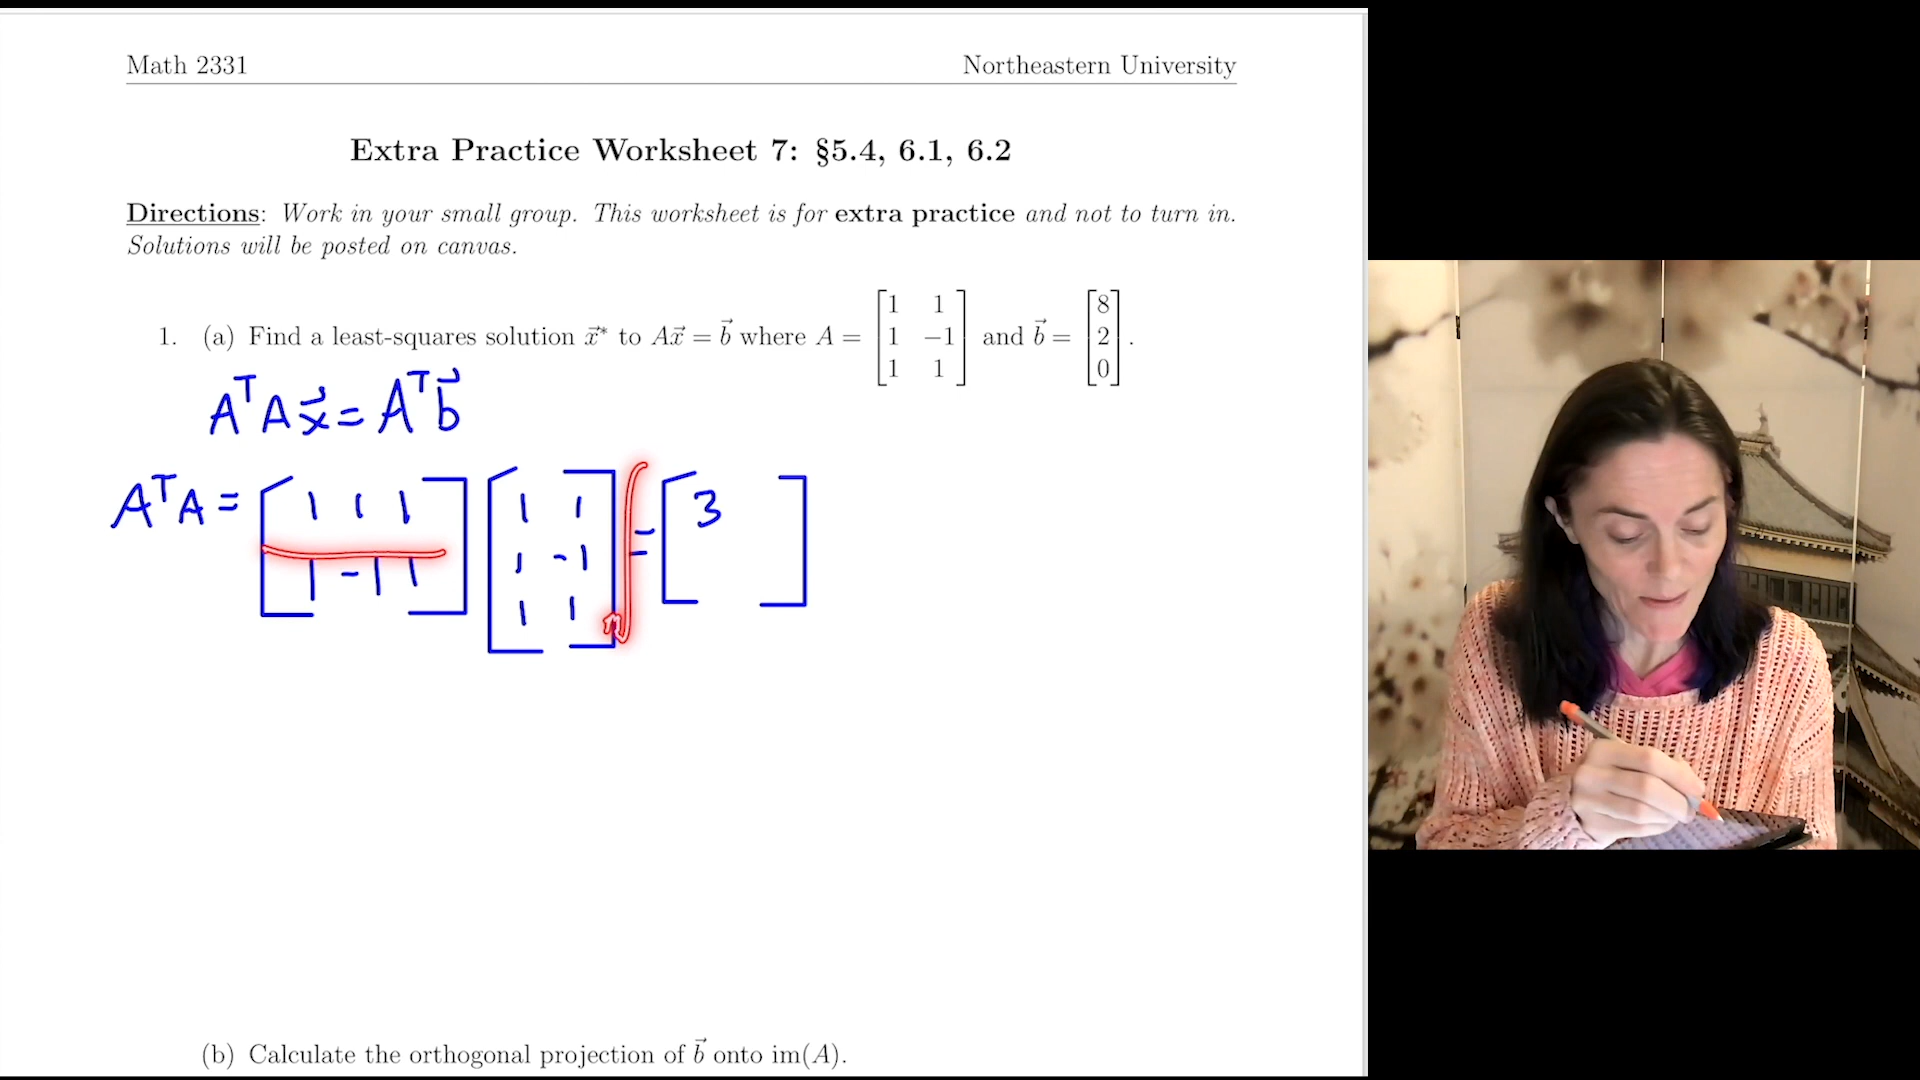 Math 2331 Northeastern University
Extra Practice Worksheet 7: §5.4, 6.1, 6.2
Directions: Work in your small group. This worksheet is for extra practice and not to turn in.
Solutions will be posted on canvas.
1. (a) Find a least-squares solution x⃗* to Ax⃗ = b⃗ where A = [1 1; 1 −1; 1 1] and b⃗ = [8; 2; 0].
AᵀAx⃗ = Aᵀb⃗
AᵀA = [1 1 1; 1 -1 1] [1 1; 1 -1; 1 1] = [3 ]
(b) Calculate the orthogonal projection of b⃗ onto im(A).